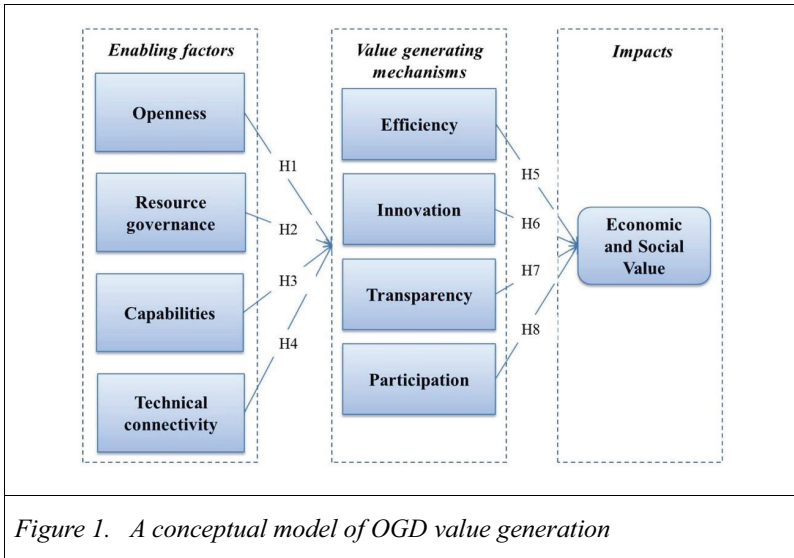 Enabling factors
Openness
Resource
governance
Capabilities
Technical
connectivity
H1
H2
H3
H4
Value generating
mechanisms
Efficiency
Innovation
Transparency
Participation
H5
H6
H7
H8
Impacts
Economic
and Social
Value
Figure 1. A conceptual model of OGD value generation